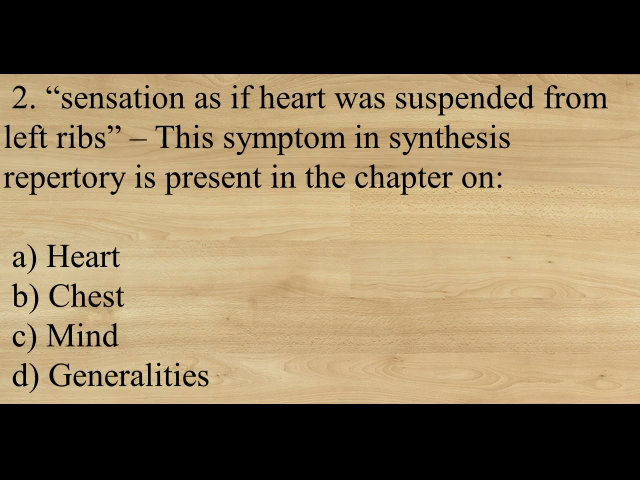 2. “sensation as if heart was suspended from
left ribs” – This symptom in synthesis
repertory is present in the chapter on:
a) Heart
b) Chest
c) Mind
d) Generalities